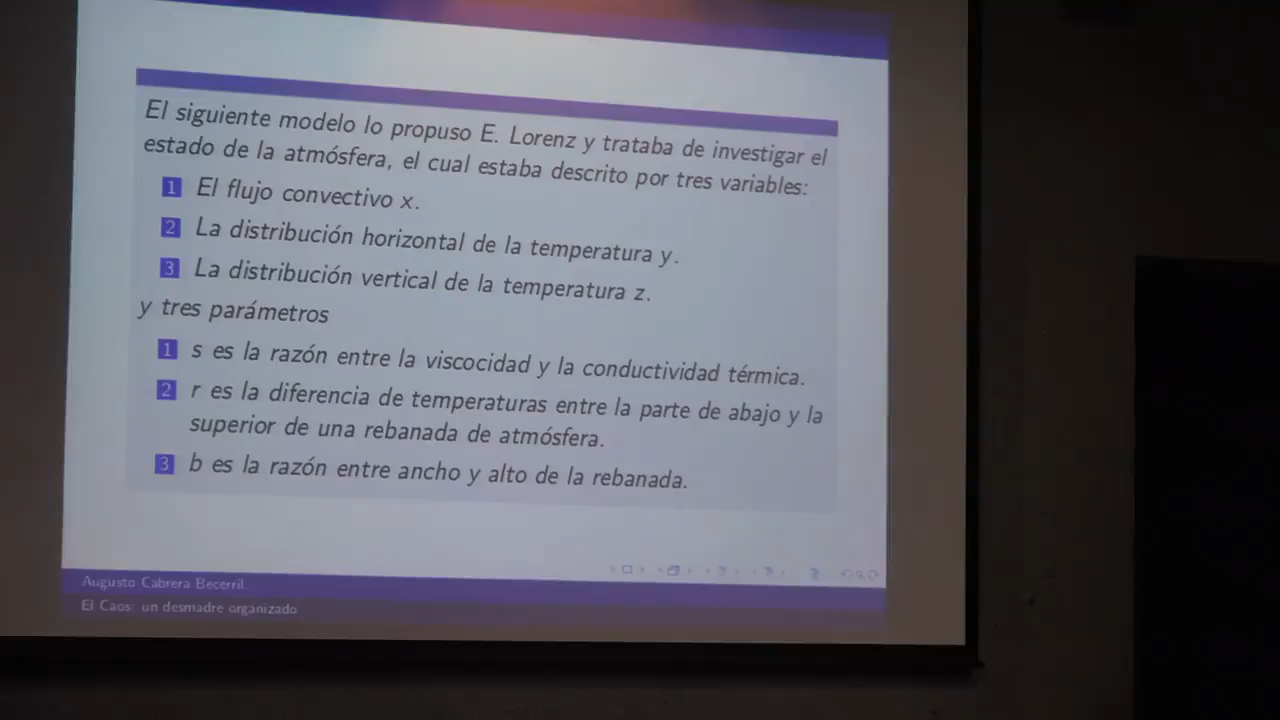 El siguiente modelo lo propuso E. Lorenz y trataba de investigar el
estado de la atmósfera, el cual estaba descrito por tres variables:
1 El flujo convectivo x.
2 La distribución horizontal de la temperatura y.
3 La distribución vertical de la temperatura z.
y tres parámetros
1 s es la razón entre la viscocidad y la conductividad térmica.
2 r es la diferencia de temperaturas entre la parte de abajo y la
superior de una rebanada de atmósfera.
3 b es la razón entre ancho y alto de la rebanada.
Augusto Cabrera Becerril.
El Caos: un desmadre organizado